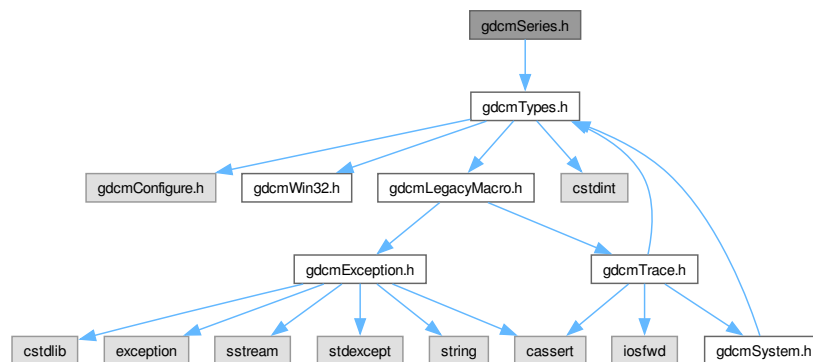 gdcmSeries.h
gdcmTypes.h
gdcmConfigure.h
gdcmWin32.h
gdcmLegacyMacro.h
cstdint
gdcmException.h
gdcmTrace.h
cstdlib
exception
sstream
stdexcept
string
cassert
iosfwd
gdcmSystem.h